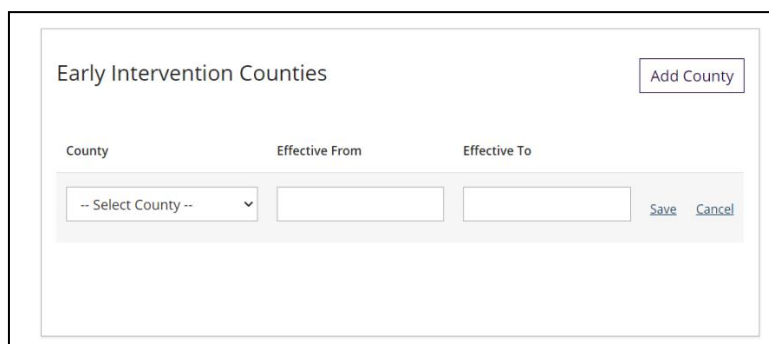 Early Intervention Counties
Add County
County Effective From Effective To
-- Select County -- Save Cancel